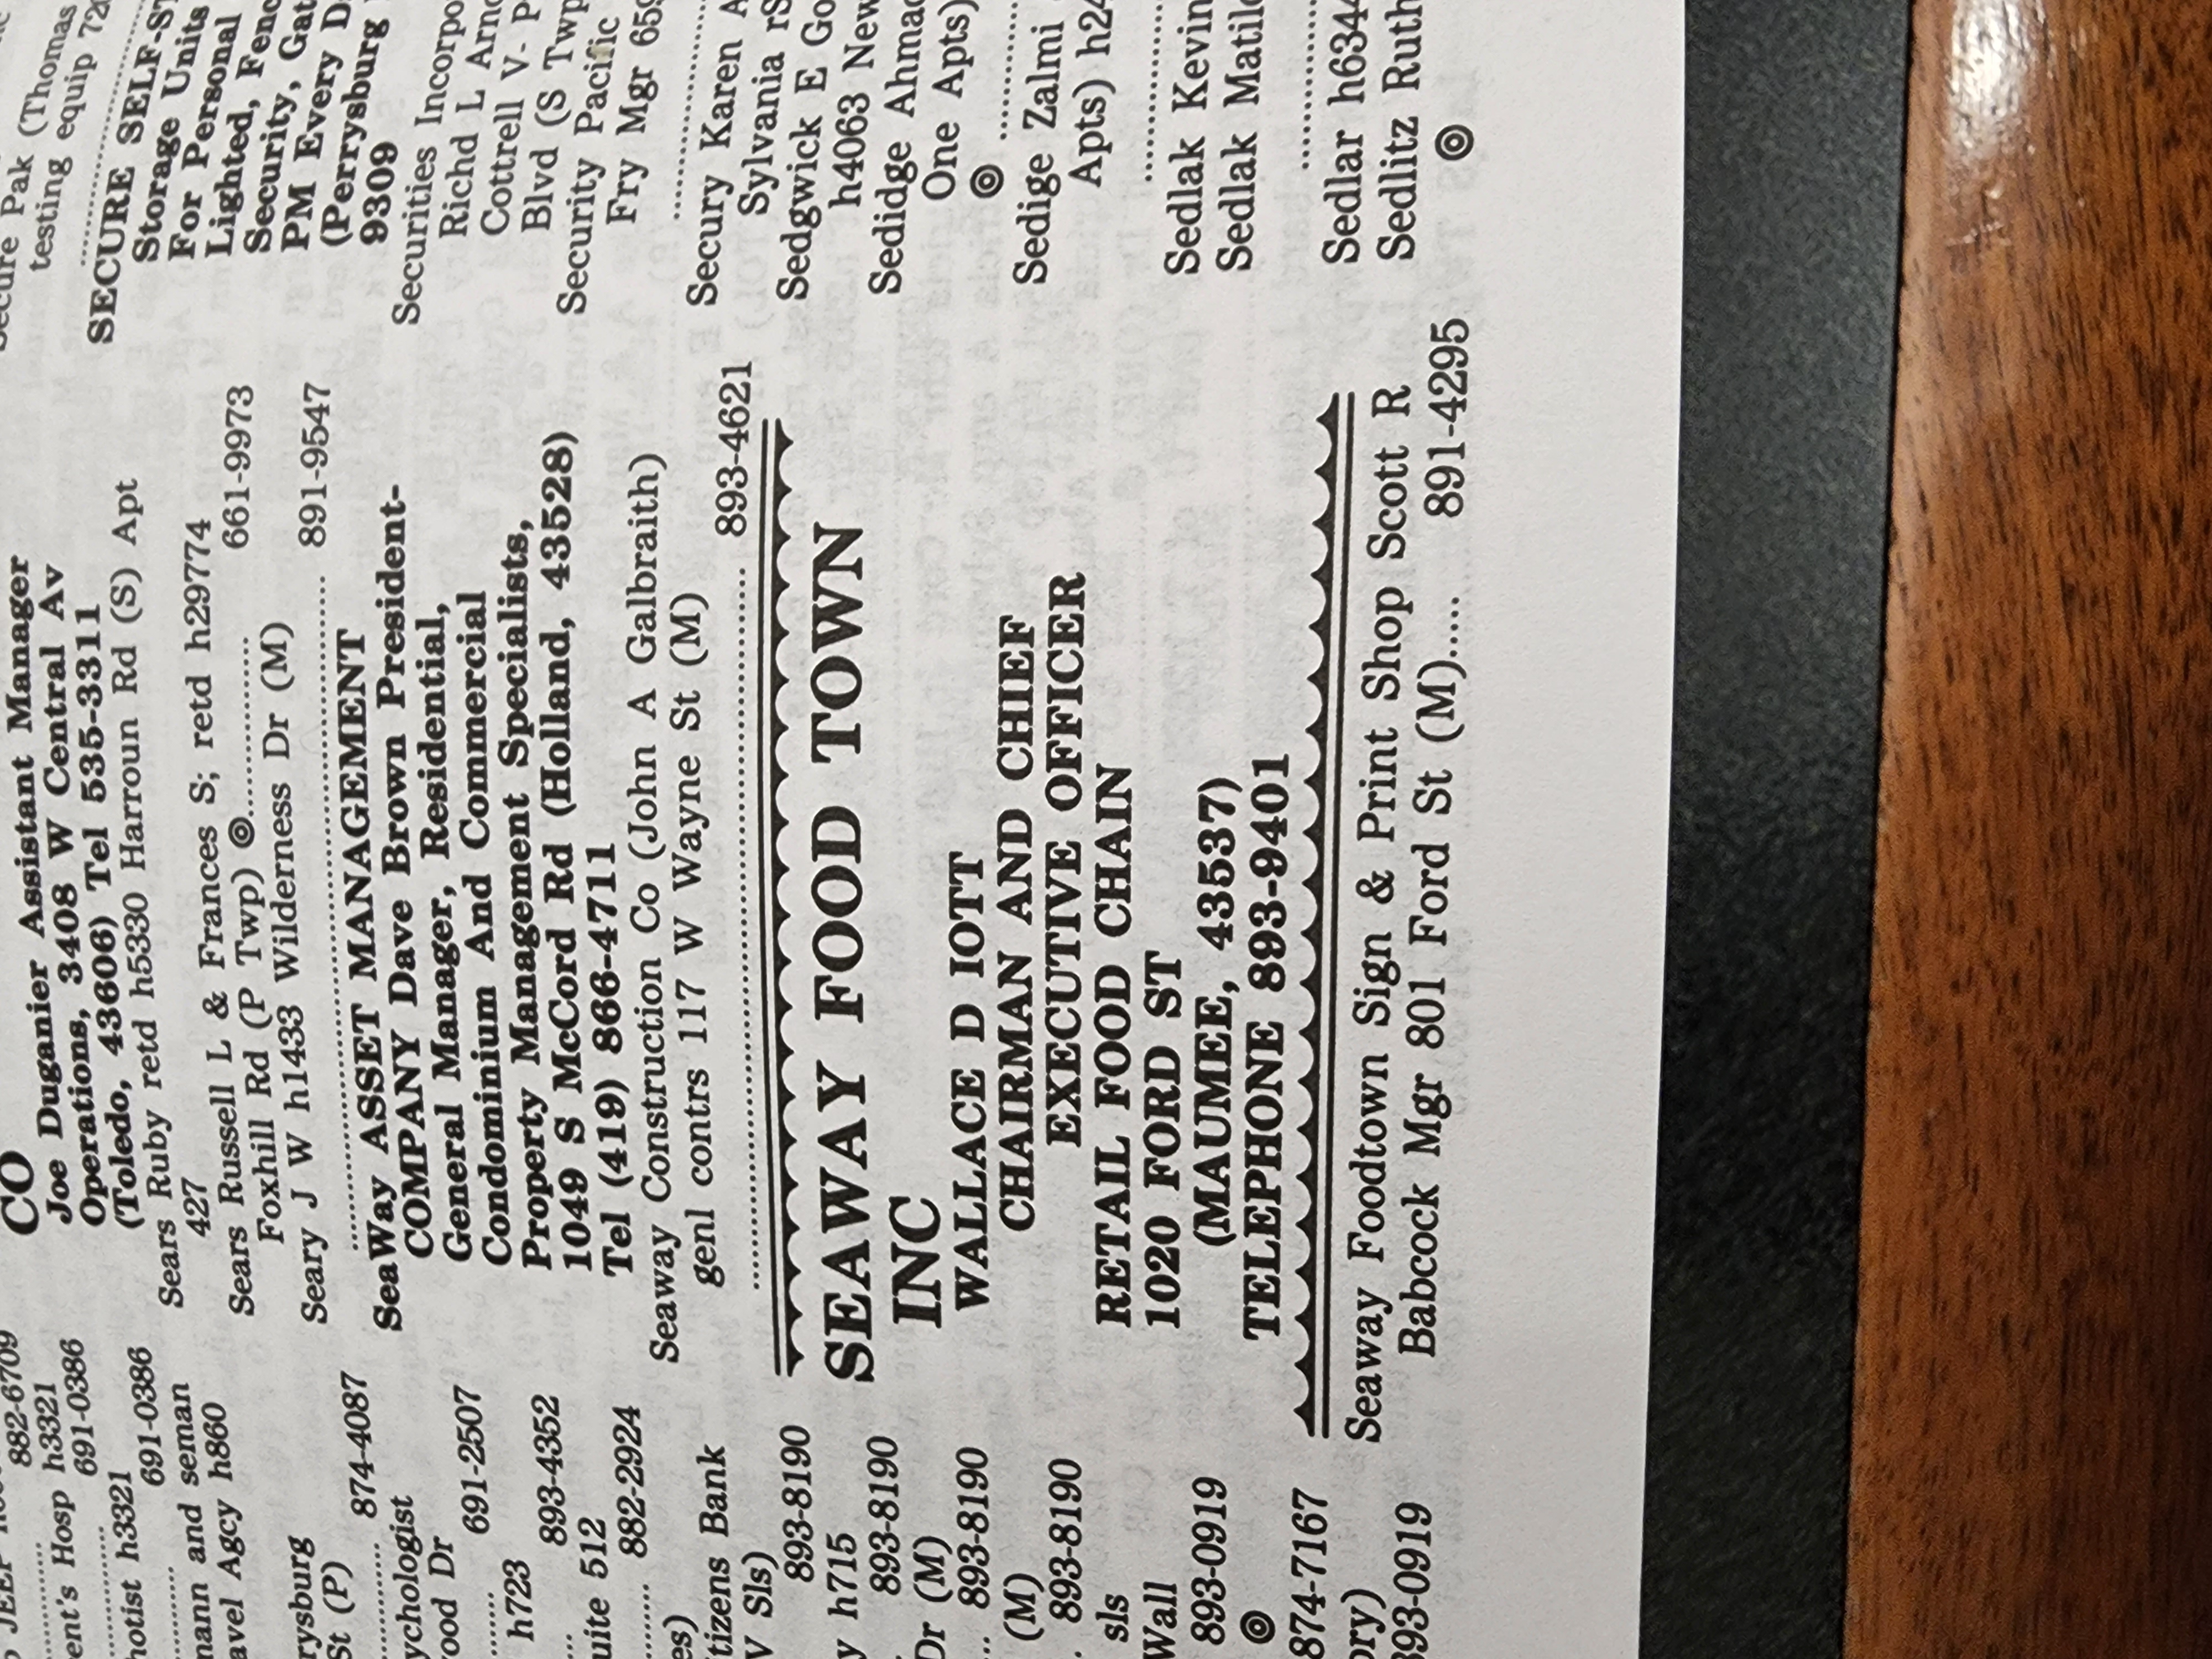 882-6709
ent's Hosp h3321
691-0386
hotist h3321
691-0386
mann and seman
avel Agcy h860
rysburg
St (P)
874-4087
ychologist
ood Dr
691-2507
h723
893-4352
uite 512
882-2924
es)
tizens Bank
V Sls)
893-8190
y h715
893-8190
Dr (M)
893-8190
(M)
893-8190
sls
Wall
893-0919
874-7167
ory)
893-0919
CO
Joe Duganier Assistant Manager
Operations, 3408 W Central Av
(Toledo, 43606) Tel 535-3311
Sears Ruby retd h5330 Harroun Rd (S) Apt
427
Sears Russell L & Frances S; retd h29774
Foxhill Rd (P Twp) ◎.............. 661-9973
Seary J W h1433 Wilderness Dr (M)
.............................. 891-9547
SeaWay ASSET MANAGEMENT
COMPANY Dave Brown President-
General Manager, Residential,
Condominium And Commercial
Property Management Specialists,
1049 S McCord Rd (Holland, 43528)
Tel (419) 866-4711
Seaway Construction Co (John A Galbraith)
genl contrs 117 W Wayne St (M)
.............................. 893-4621
SEAWAY FOOD TOWN
INC
WALLACE D IOTT
CHAIRMAN AND CHIEF
EXECUTIVE OFFICER
RETAIL FOOD CHAIN
1020 FORD ST
(MAUMEE, 43537)
TELEPHONE 893-9401
Seaway Foodtown Sign & Print Shop Scott R
Babcock Mgr 801 Ford St (M)..... 891-4295
Secure Pak (Thomas
testing equip 720
SECURE SELF-ST
Storage Units
For Personal
Lighted, Fenc
Security, Gat
PM Every D
(Perrysburg
93309
Securities Incorpo
Richd L Arno
Cottrell V- P
Blvd (S Twp
Security Pacific
Fry Mgr 659
Secury Karen A
Sylvania rS
Sedgwick E Go
h4063 New
Sedidge Ahmad
One Apts)
◎
Sedige Zalmi
Apts) h24
Sedlak Kevin
Sedlak Matild
Sedlar h634
Sedlitz Ruth
◎